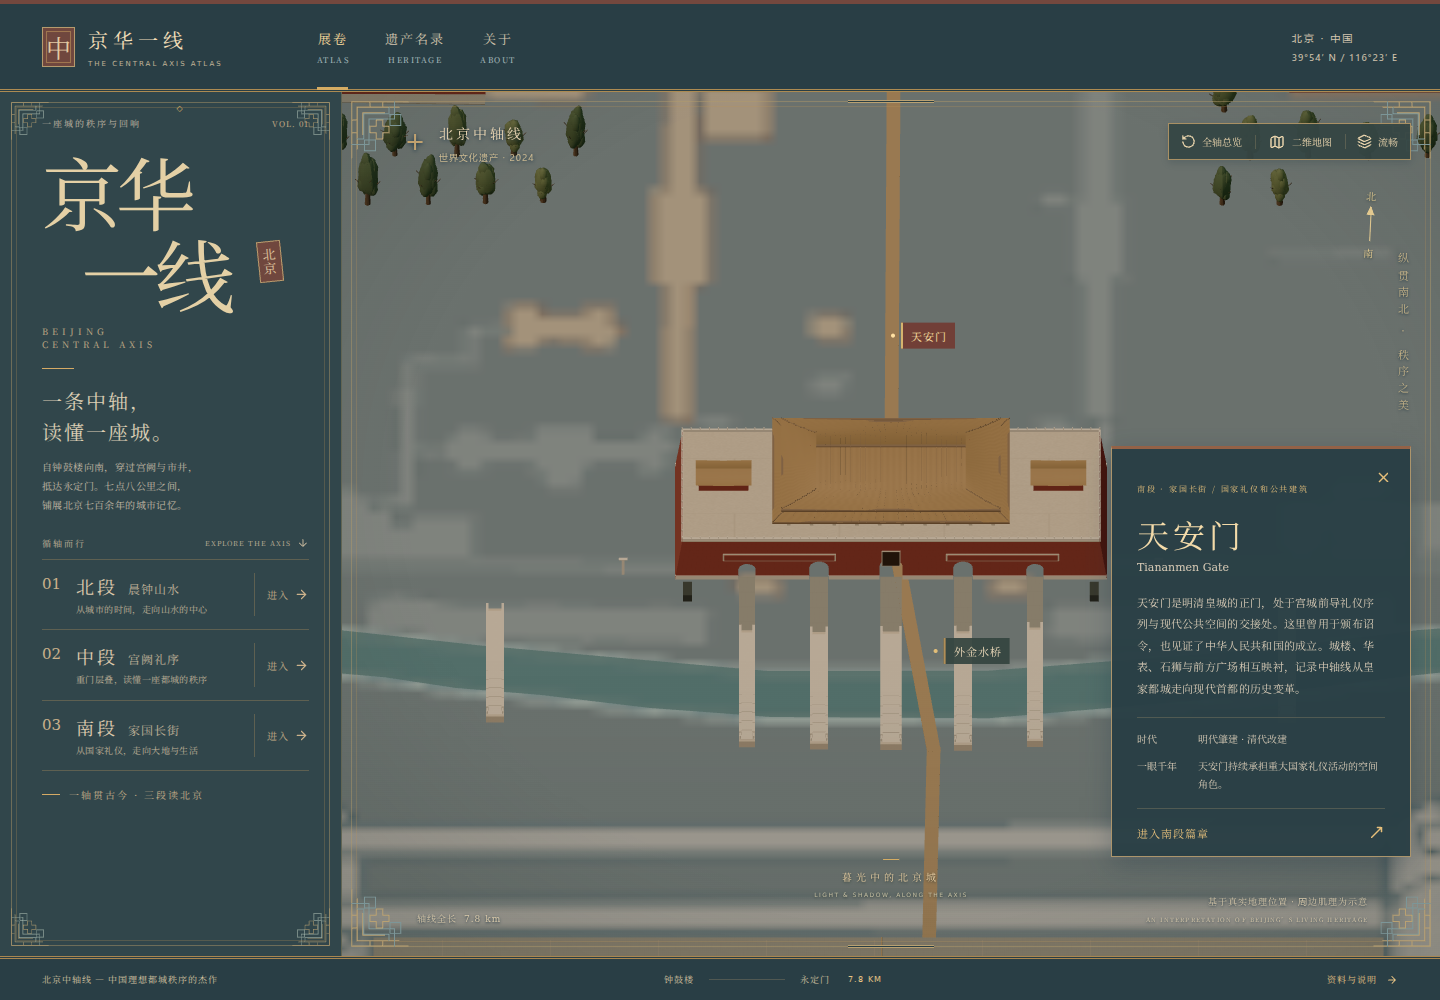 中
京华一线
THE CENTRAL AXIS ATLAS
展卷
ATLAS
遗产名录
HERITAGE
关于
ABOUT
北京 · 中国
39°54′ N / 116°23′ E
一座城的秩序与回响
VOL. 01
京华
一线
北京
BEIJING
CENTRAL AXIS
一条中轴，
读懂一座城。
自钟鼓楼向南，穿过宫阙与市井，
抵达永定门。七点八公里之间，
铺展北京七百余年的城市记忆。
循轴而行
EXPLORE THE AXIS
01 北段 晨钟山水
从城市的时间，走向山水的中心
进入
02 中段 宫阙礼序
重门层叠，读懂一座都城的秩序
进入
03 南段 家国长街
从国家礼仪，走向大地与生活
进入
一轴贯古今 · 三段读北京
北京中轴线
世界文化遗产 · 2024
全轴总览
二维地图
流畅
北
南
纵贯南北 · 秩序之美
天安门
外金水桥
南段 · 家国长街 / 国家礼仪和公共建筑
天安门
Tiananmen Gate
天安门是明清皇城的正门，处于宫城前导礼仪序
列与现代公共空间的交接处。这里曾用于颁布诏
令，也见证了中华人民共和国的成立。城楼、华
表、石狮与前方广场相互映衬，记录中轴线从皇
家都城走向现代首都的历史变革。
时代 明代肇建 · 清代改建
一眼千年 天安门持续承担重大国家礼仪活动的空间
角色。
进入南段篇章
暮光中的北京城
LIGHT & SHADOW, ALONG THE AXIS
轴线全长 7.8 km
基于真实地理位置 · 周边肌理为示意
AN INTERPRETATION OF BEIJING'S LIVING HERITAGE
北京中轴线 — 中国理想都城秩序的杰作
钟鼓楼
永定门
7.8 KM
资料与说明